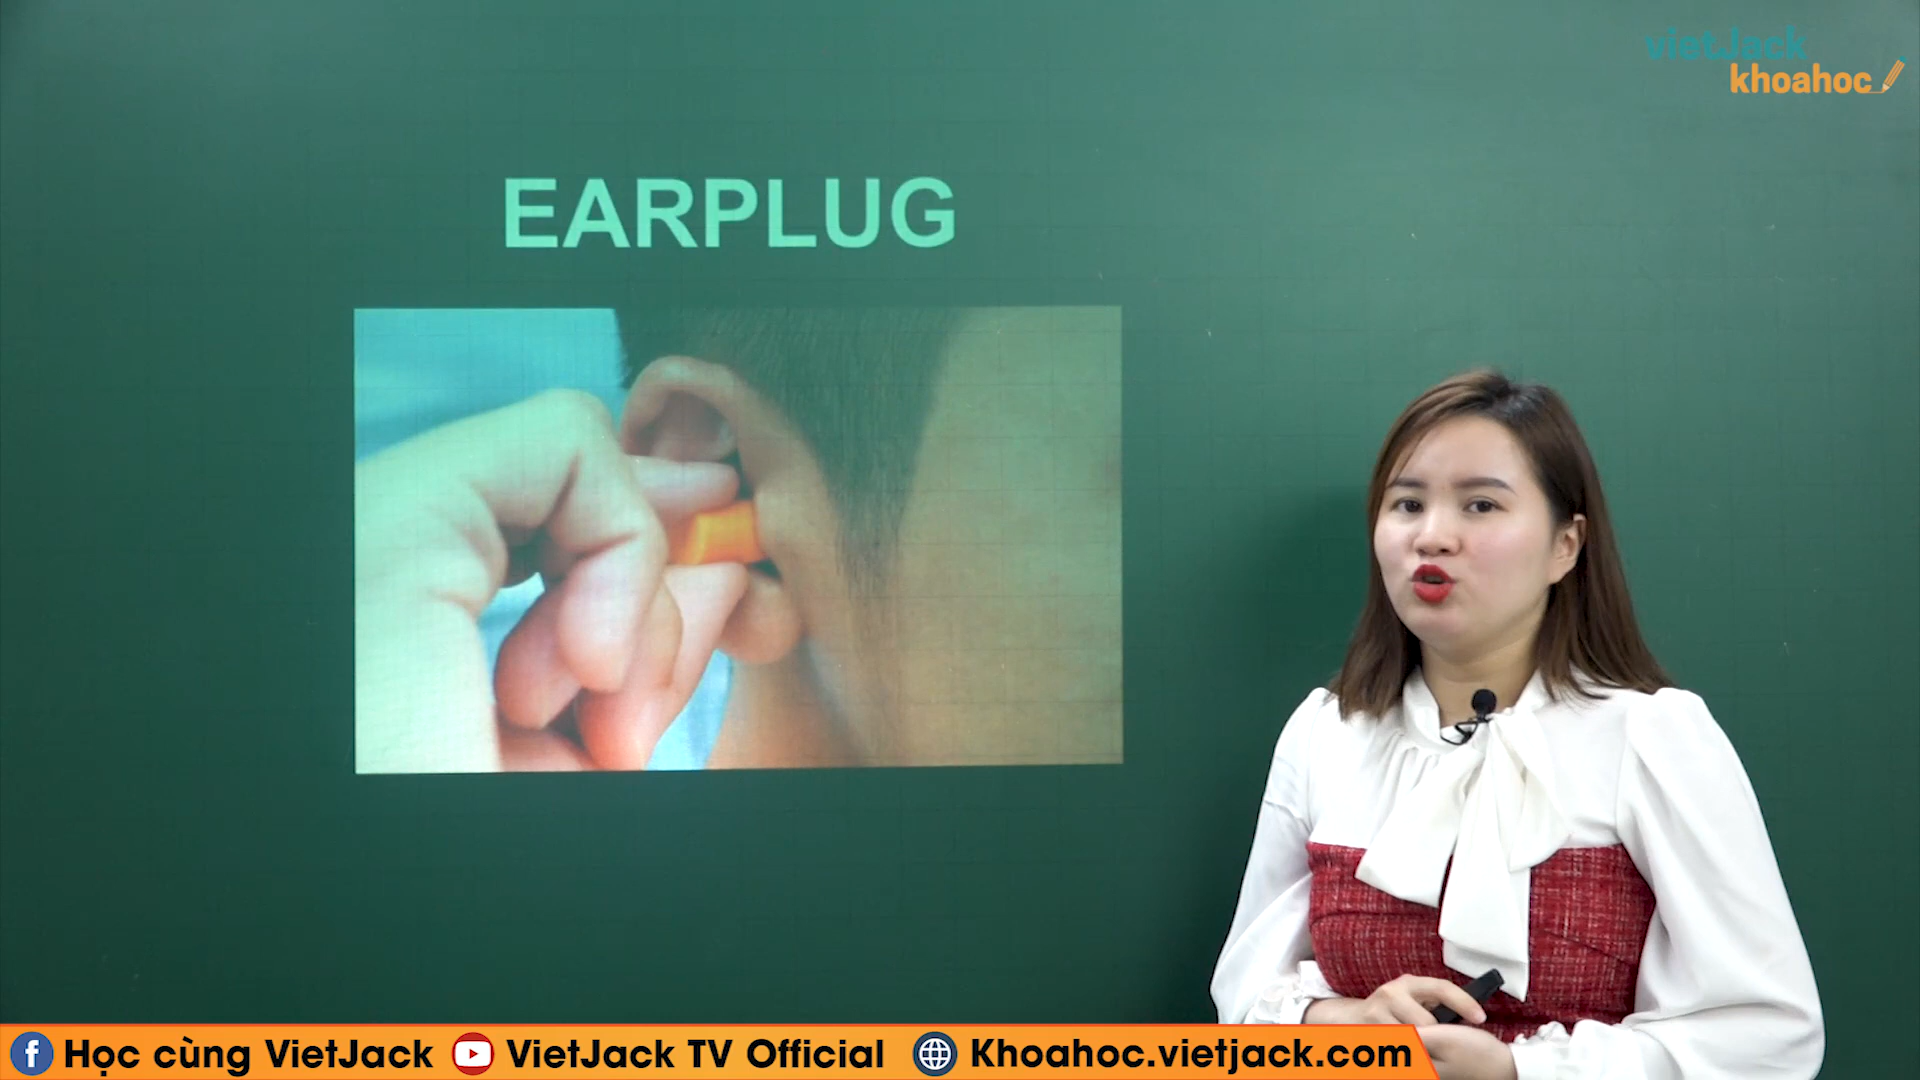 vietJack
khoahoc
EARPLUG
Học cùng VietJack
VietJack TV Official
Khoahoc.vietjack.com